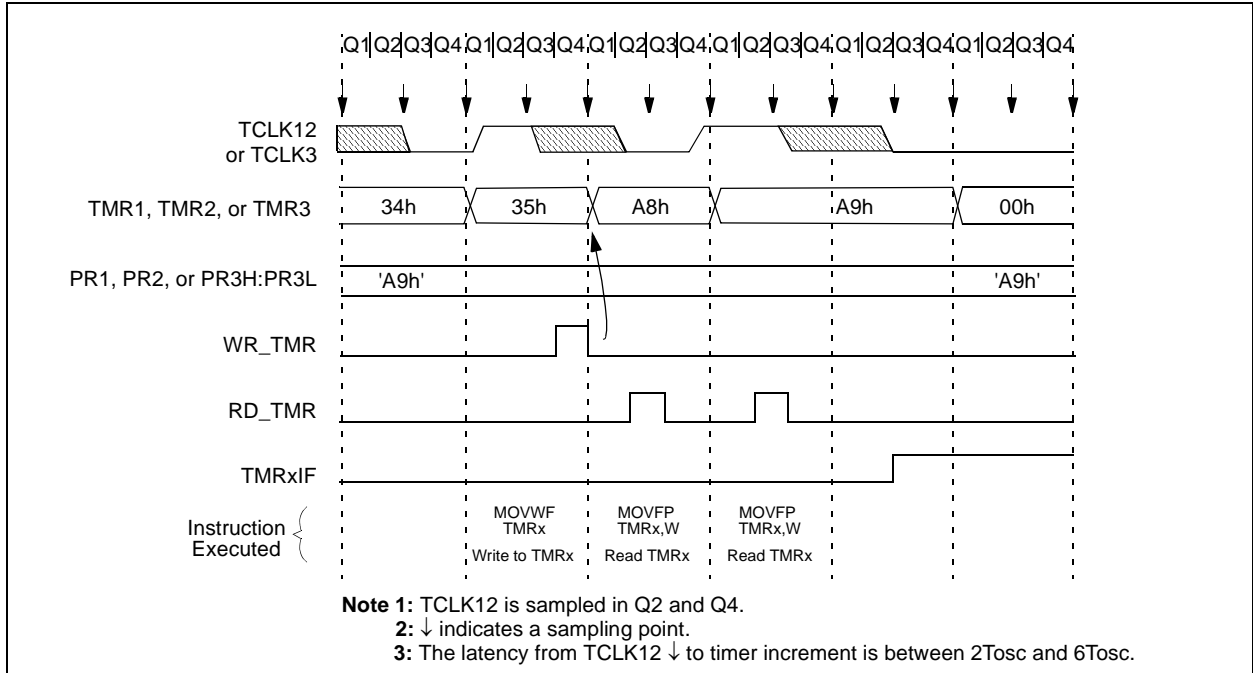 Q1 Q2 Q3 Q4 Q1 Q2 Q3 Q4 Q1 Q2 Q3 Q4 Q1 Q2 Q3 Q4 Q1 Q2 Q3 Q4 Q1 Q2 Q3 Q4
TCLK12
or TCLK3
TMR1, TMR2, or TMR3 34h 35h A8h A9h 00h
PR1, PR2, or PR3H:PR3L 'A9h' 'A9h'
WR_TMR
RD_TMR
TMRxIF
Instruction
Executed
MOVWF
TMRx
Write to TMRx
MOVFP
TMRx,W
Read TMRx
MOVFP
TMRx,W
Read TMRx
Note 1: TCLK12 is sampled in Q2 and Q4.
2: ↓ indicates a sampling point.
3: The latency from TCLK12 ↓ to timer increment is between 2Tosc and 6Tosc.